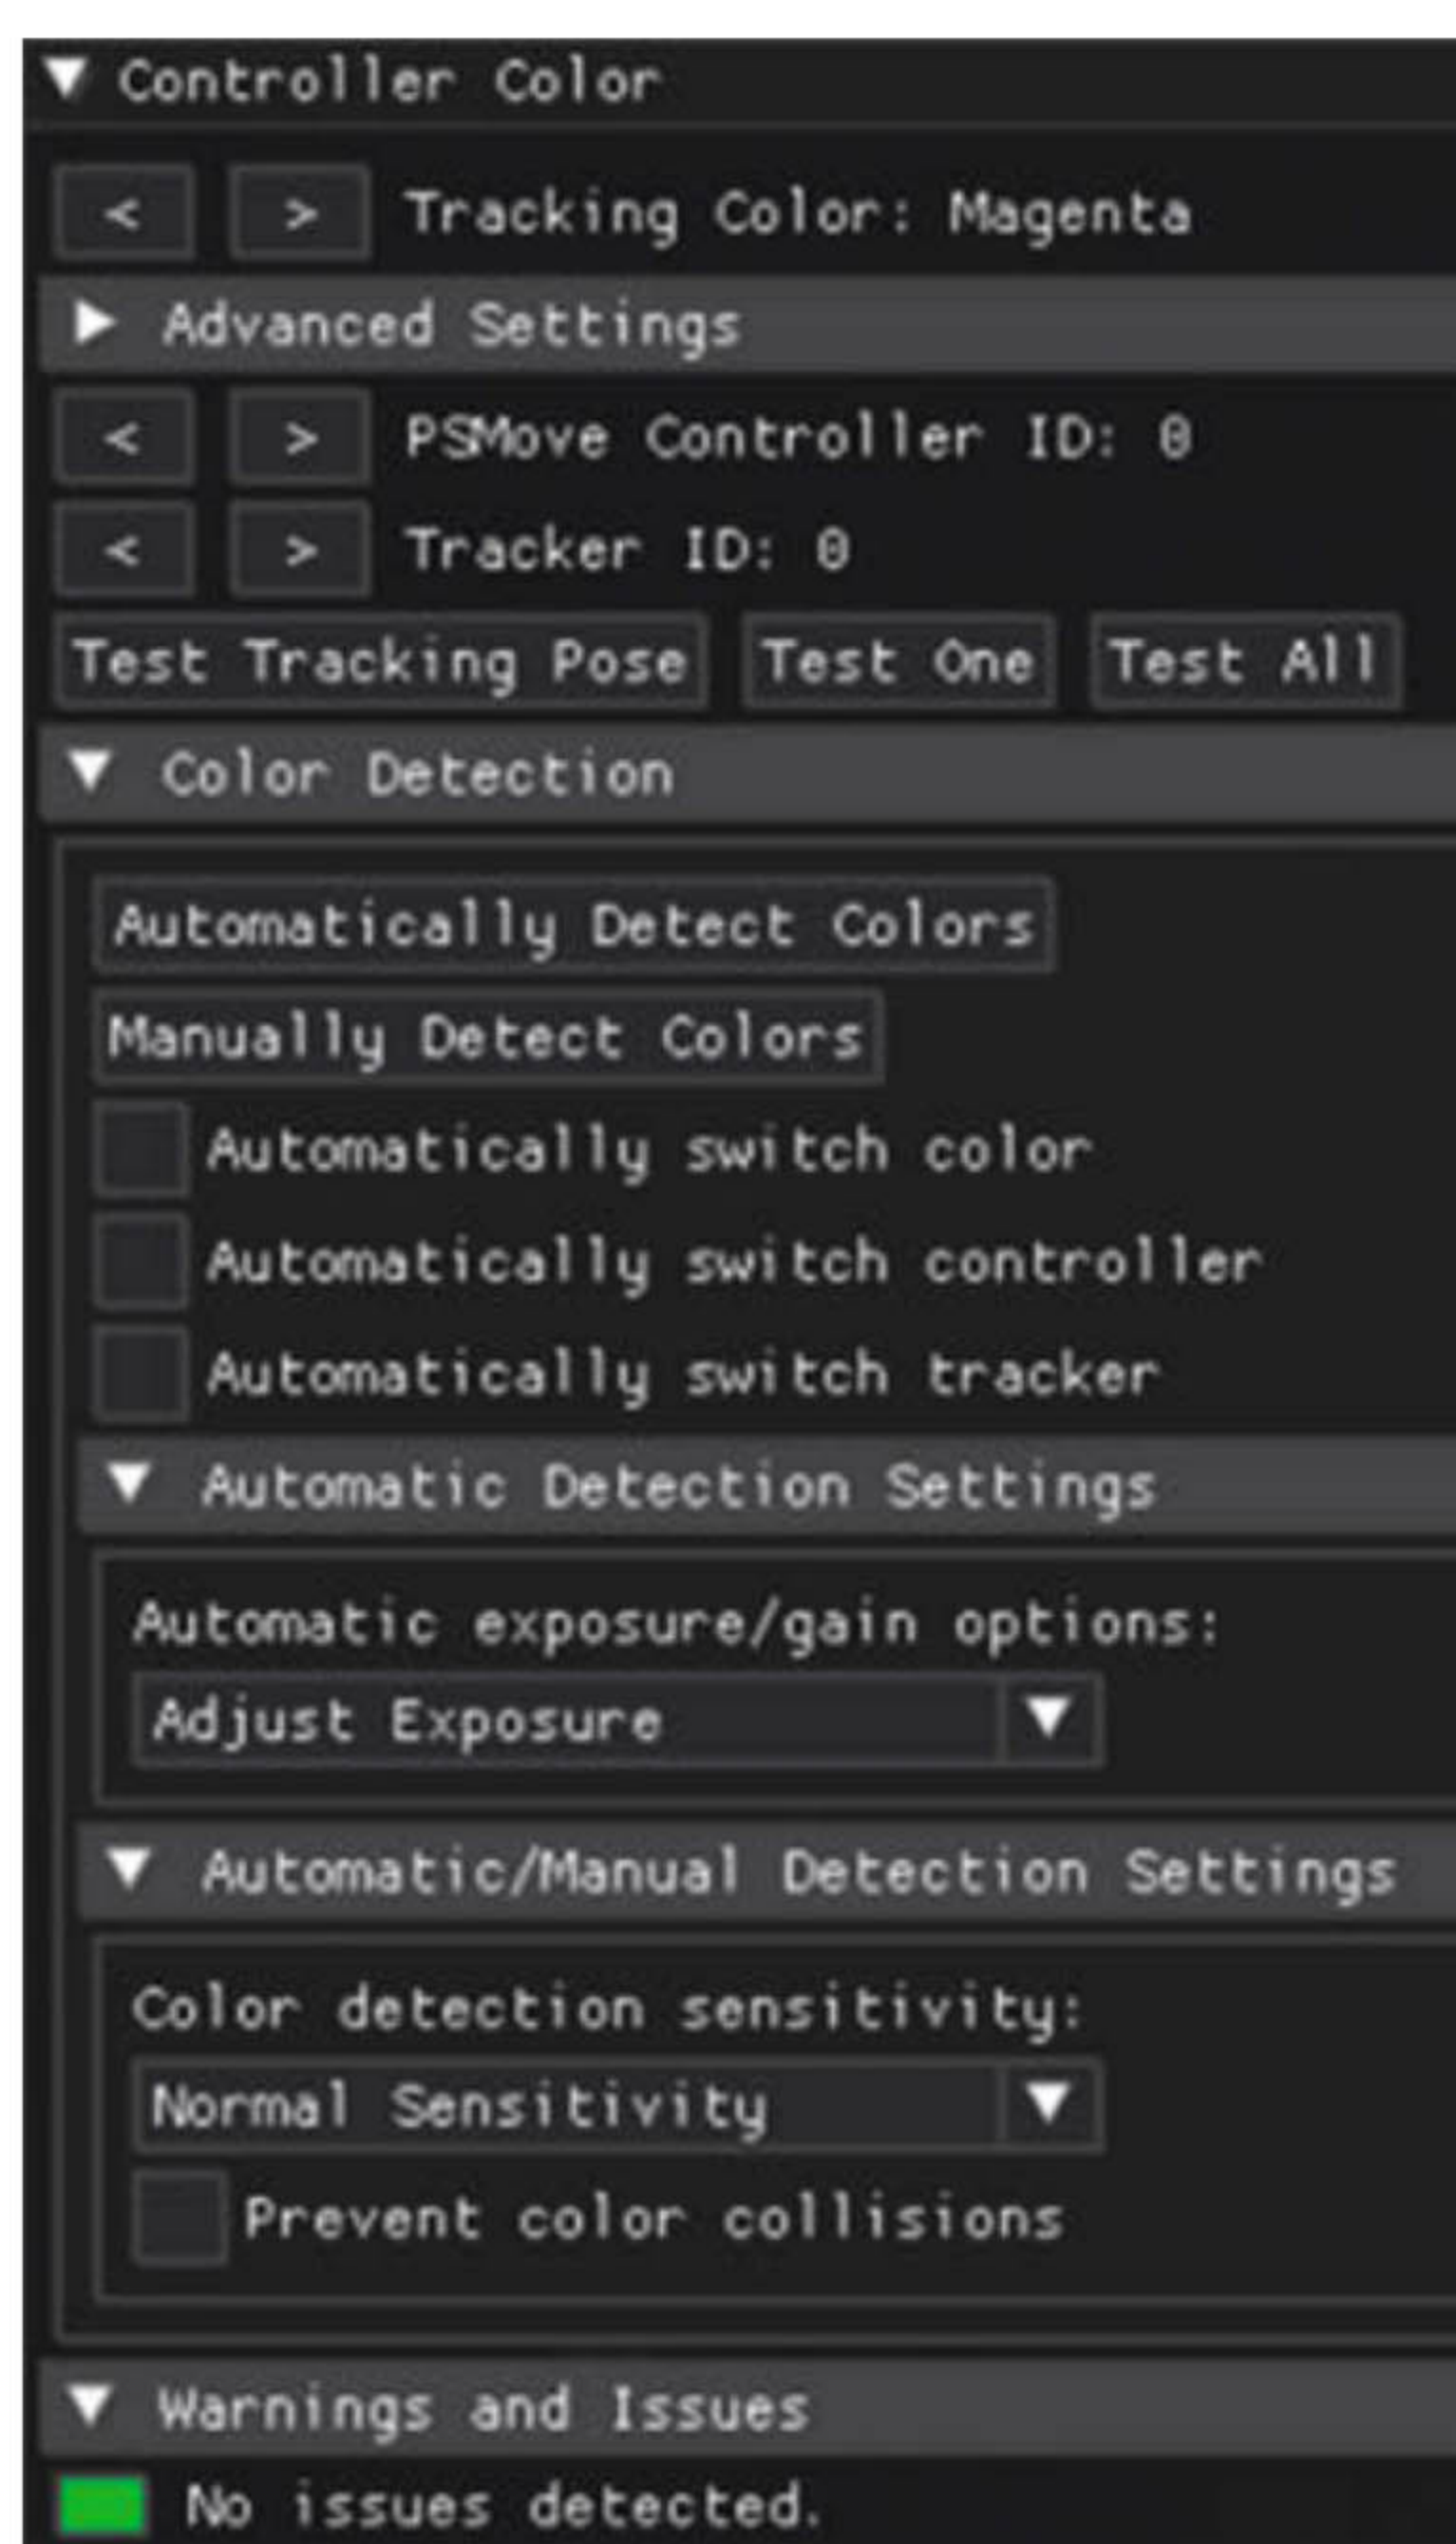 Controller Color
< > Tracking Color: Magenta
Advanced Settings
< > PSMove Controller ID: 0
< > Tracker ID: 0
Test Tracking Pose Test One Test All
Color Detection
Automatically Detect Colors
Manually Detect Colors
Automatically switch color
Automatically switch controller
Automatically switch tracker
Automatic Detection Settings
Automatic exposure/gain options:
Adjust Exposure
Automatic/Manual Detection Settings
Color detection sensitivity:
Normal Sensitivity
Prevent color collisions
Warnings and Issues
No issues detected.